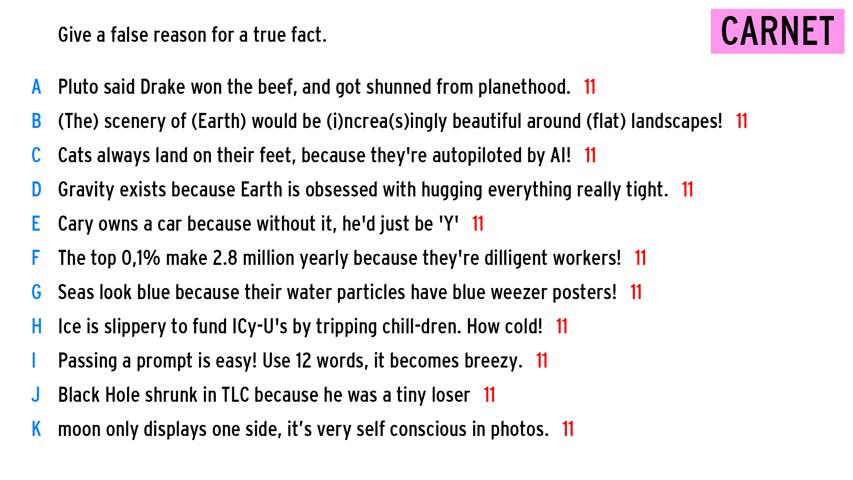 Give a false reason for a true fact.
CARNET
A Pluto said Drake won the beef, and got shunned from planethood. 11
B (The) scenery of (Earth) would be (i)ncrea(s)ingly beautiful around (flat) landscapes! 11
C Cats always land on their feet, because they're autopiloted by AI! 11
D Gravity exists because Earth is obsessed with hugging everything really tight. 11
E Cary owns a car because without it, he'd just be 'Y' 11
F The top 0,1% make 2.8 million yearly because they're dilligent workers! 11
G Seas look blue because their water particles have blue weezer posters! 11
H Ice is slippery to fund ICy-U's by tripping chill-dren. How cold! 11
I Passing a prompt is easy! Use 12 words, it becomes breezy. 11
J Black Hole shrunk in TLC because he was a tiny loser 11
K moon only displays one side, it’s very self conscious in photos. 11